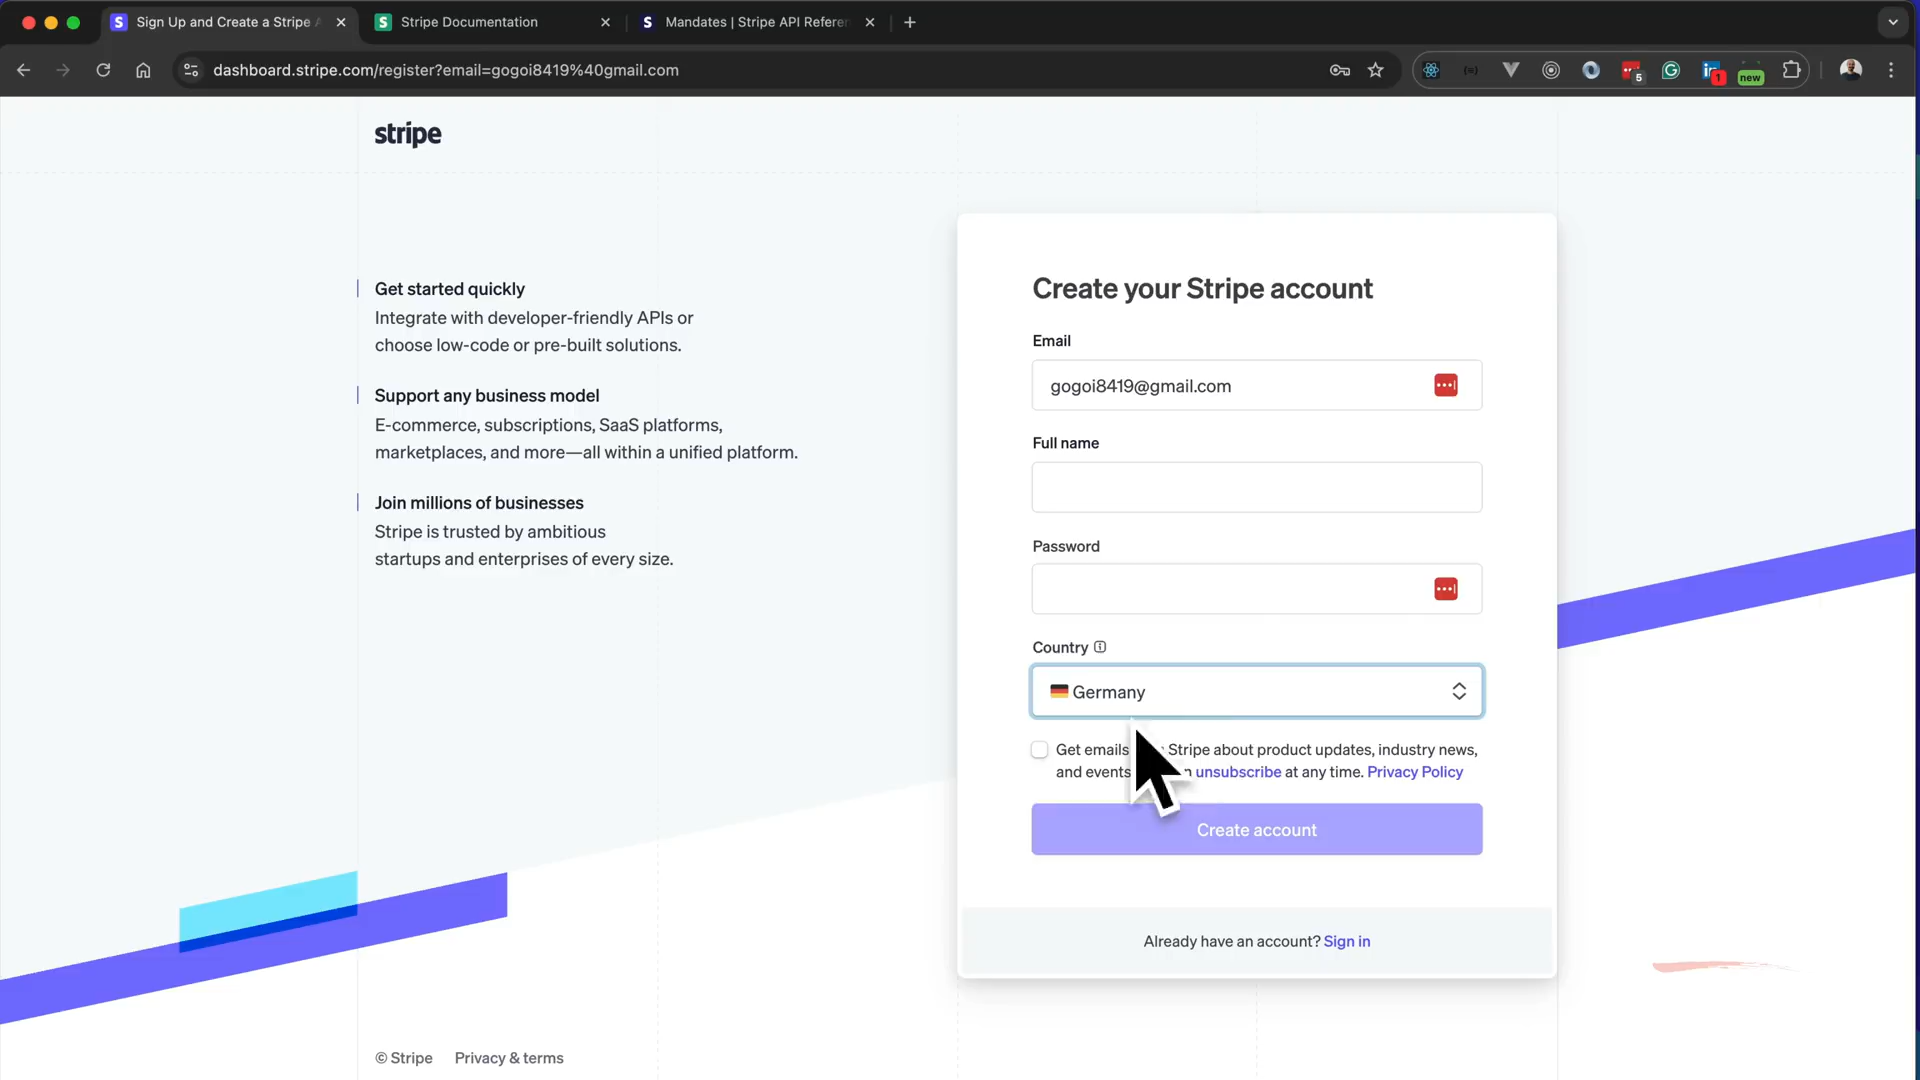 Sign Up and Create a Stripe A
Stripe Documentation
Mandates | Stripe API Referen
dashboard.stripe.com/register?email=gogoi8419%40gmail.com
5
1
new
stripe
Get started quickly
Integrate with developer-friendly APIs or
choose low-code or pre-built solutions.
Support any business model
E-commerce, subscriptions, SaaS platforms,
marketplaces, and more—all within a unified platform.
Join millions of businesses
Stripe is trusted by ambitious
startups and enterprises of every size.
Create your Stripe account
Email
gogoi8419@gmail.com
Full name
Password
Country
Germany
Get emails Stripe about product updates, industry news,
and events n unsubscribe at any time. Privacy Policy
Create account
Already have an account? Sign in
© Stripe Privacy & terms